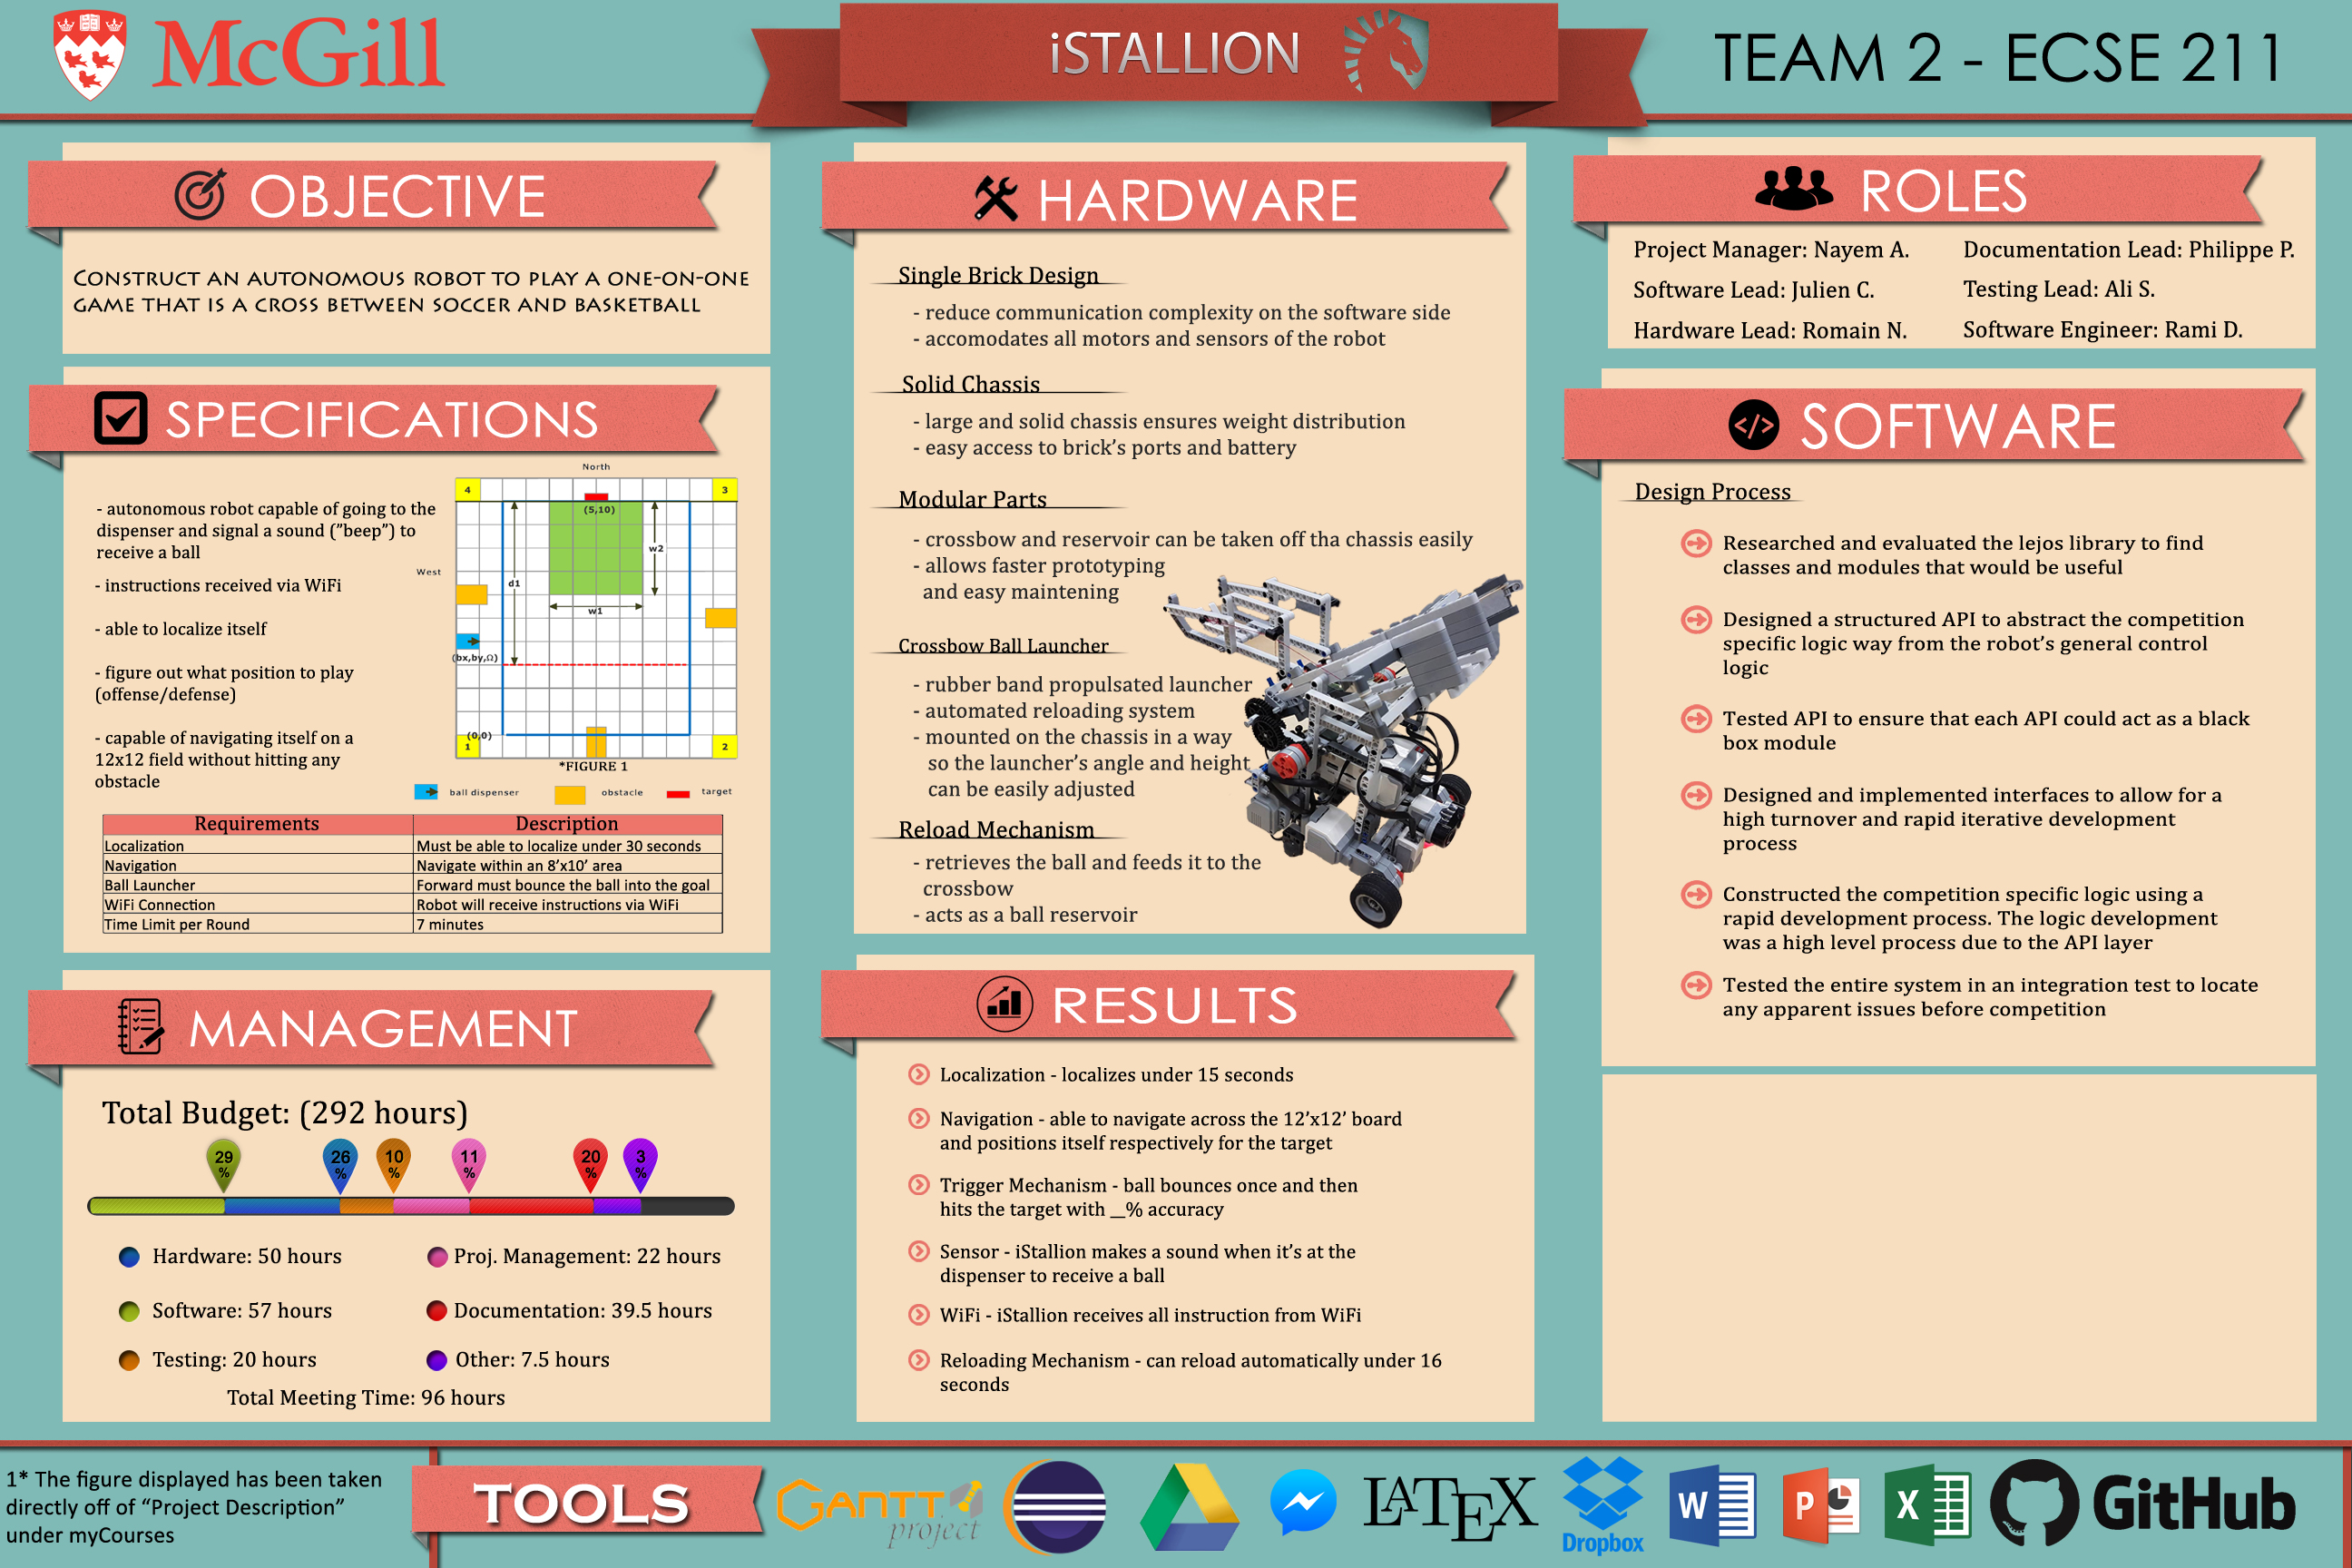 McGill
iSTALLION
TEAM 2 - ECSE 211
OBJECTIVE
CONSTRUCT AN AUTONOMOUS ROBOT TO PLAY A ONE-ON-ONE
GAME THAT IS A CROSS BETWEEN SOCCER AND BASKETBALL
SPECIFICATIONS
- autonomous robot capable of going to the
dispenser and signal a sound ("beep") to
receive a ball
- instructions received via WiFi
- able to localize itself
- figure out what position to play
(offense/defense)
- capable of navigating itself on a
12x12 field without hitting any
obstacle
North
4
3
(5,10)
w2
West
d1
w1
(bx,by,Ω)
(0,0)
1
2
*FIGURE 1
ball dispenser obstacle target
Requirements Description
Localization Must be able to localize under 30 seconds
Navigation Navigate within an 8'x10' area
Ball Launcher Forward must bounce the ball into the goal
WiFi Connection Robot will receive instructions via WiFi
Time Limit per Round 7 minutes
MANAGEMENT
Total Budget: (292 hours)
29 % 26 % 10 % 11 % 20 % 3 %
Hardware: 50 hours Proj. Management: 22 hours
Software: 57 hours Documentation: 39.5 hours
Testing: 20 hours Other: 7.5 hours
Total Meeting Time: 96 hours
HARDWARE
Single Brick Design
- reduce communication complexity on the software side
- accomodates all motors and sensors of the robot
Solid Chassis
- large and solid chassis ensures weight distribution
- easy access to brick's ports and battery
Modular Parts
- crossbow and reservoir can be taken off tha chassis easily
- allows faster prototyping
and easy maintening
Crossbow Ball Launcher
- rubber band propulsated launcher
- automated reloading system
- mounted on the chassis in a way
so the launcher's angle and height
can be easily adjusted
Reload Mechanism
- retrieves the ball and feeds it to the
crossbow
- acts as a ball reservoir
RESULTS
Localization - localizes under 15 seconds
Navigation - able to navigate across the 12'x12' board
and positions itself respectively for the target
Trigger Mechanism - ball bounces once and then
hits the target with __% accuracy
Sensor - iStallion makes a sound when it's at the
dispenser to receive a ball
WiFi - iStallion receives all instruction from WiFi
Reloading Mechanism - can reload automatically under 16
seconds
ROLES
Project Manager: Nayem A. Documentation Lead: Philippe P.
Software Lead: Julien C. Testing Lead: Ali S.
Hardware Lead: Romain N. Software Engineer: Rami D.
SOFTWARE
Design Process
Researched and evaluated the lejos library to find
classes and modules that would be useful
Designed a structured API to abstract the competition
specific logic way from the robot's general control
logic
Tested API to ensure that each API could act as a black
box module
Designed and implemented interfaces to allow for a
high turnover and rapid iterative development
process
Constructed the competition specific logic using a
rapid development process. The logic development
was a high level process due to the API layer
Tested the entire system in an integration test to locate
any apparent issues before competition
1* The figure displayed has been taken
directly off of "Project Description"
under myCourses
TOOLS
GANTT
project
LATEX
Dropbox
W
P
X
GitHub